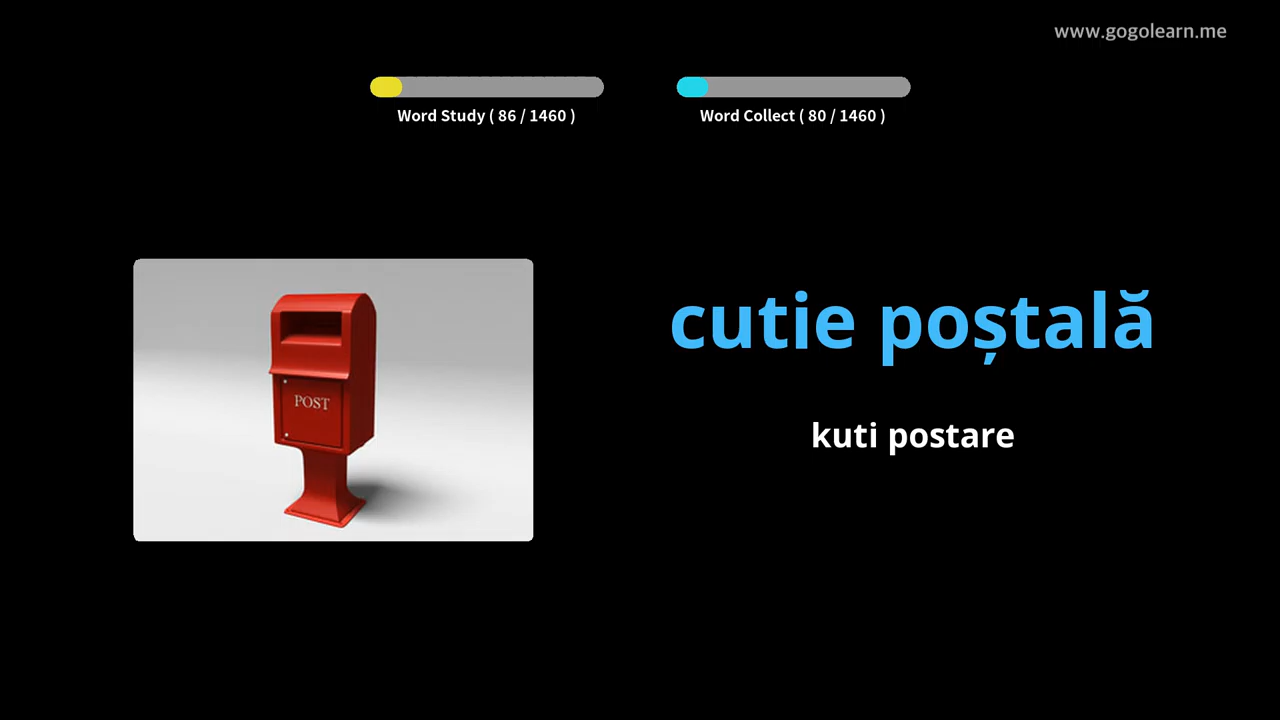 www.gogolearn.me
Word Study ( 86 / 1460 )
Word Collect ( 80 / 1460 )
POST
cutie poștală
kuti postare